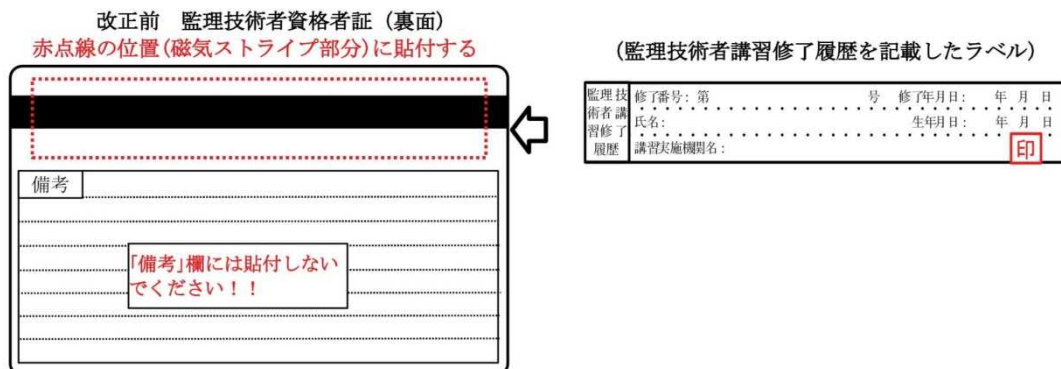 改正前　監理技術者資格者証（裏面）
赤点線の位置(磁気ストライプ部分)に貼付する
備考
｢備考｣欄には貼付しない
でください！！
(監理技術者講習修了履歴を記載したラベル)
監理技
術者講
習修了
履歴
修了番号：第　号　修了年月日：　年　月　日
氏名：　生年月日：　年　月　日
講習実施機関名：
印